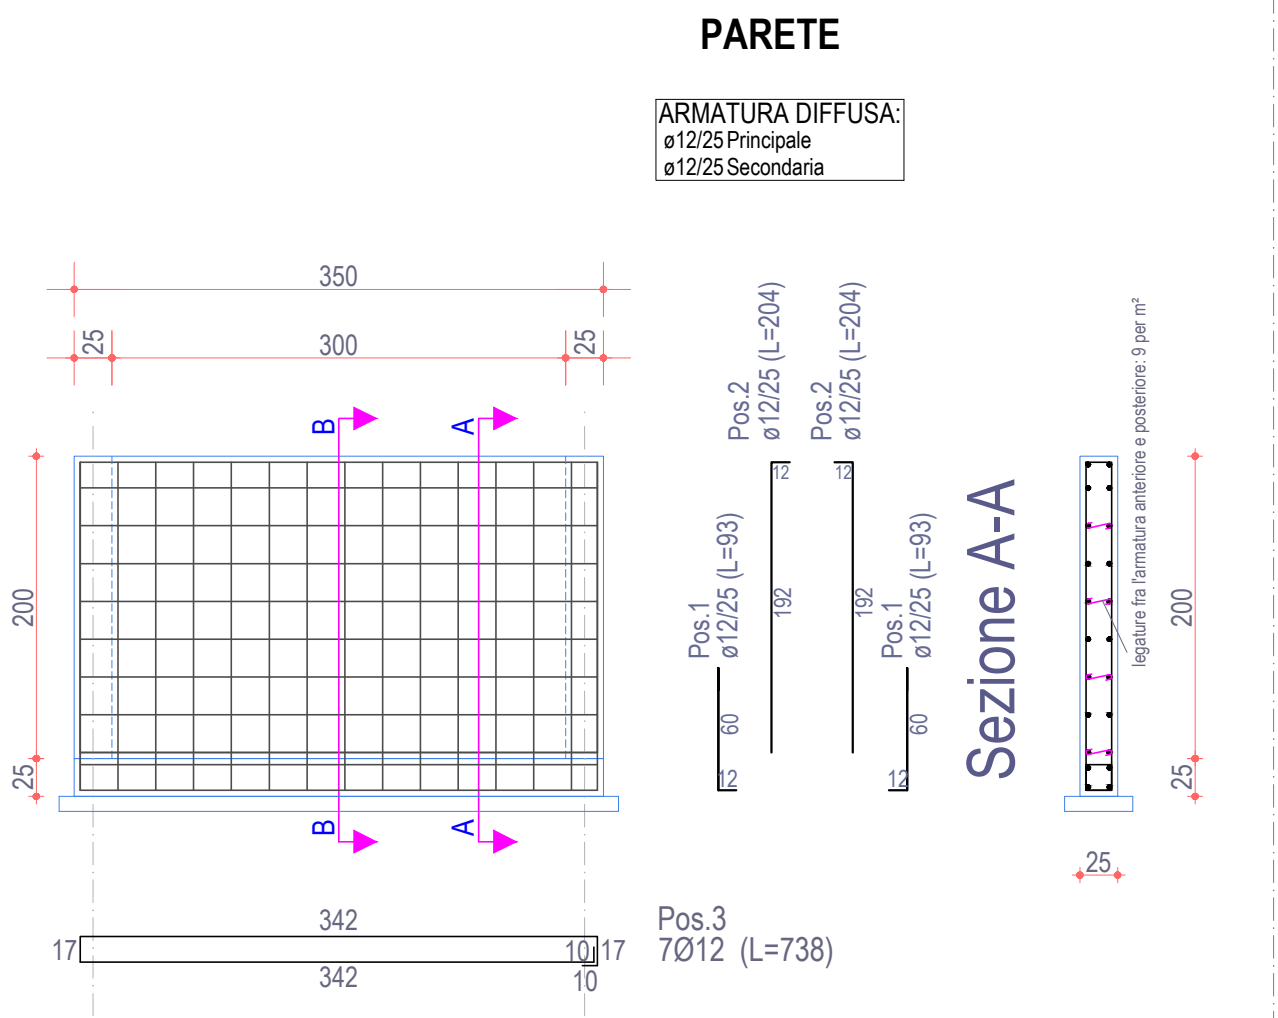 PARETE
ARMATURA DIFFUSA:
ø12/25 Principale
ø12/25 Secondaria
350
25
300
25
B
A
200
25
B
A
Pos.2
ø12/25 (L=204)
Pos.2
ø12/25 (L=204)
12
12
Pos.1
ø12/25 (L=93)
192
192
Pos.1
ø12/25 (L=93)
60
60
12
12
Sezione A-A
legature fra l'armatura anteriore e posteriore: 9 per m²
200
25
25
342
17
10
17
342
10
Pos.3
7Ø12 (L=738)